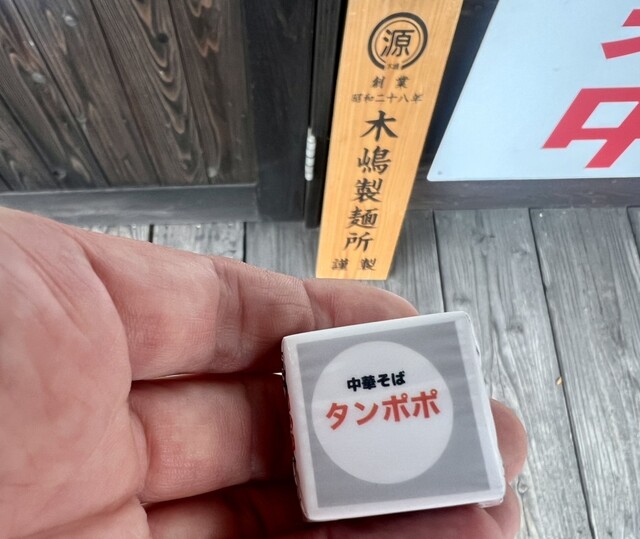 源
創業
昭和二十八年
木嶋製麺所
謹製
中
中華そば
タンポポ